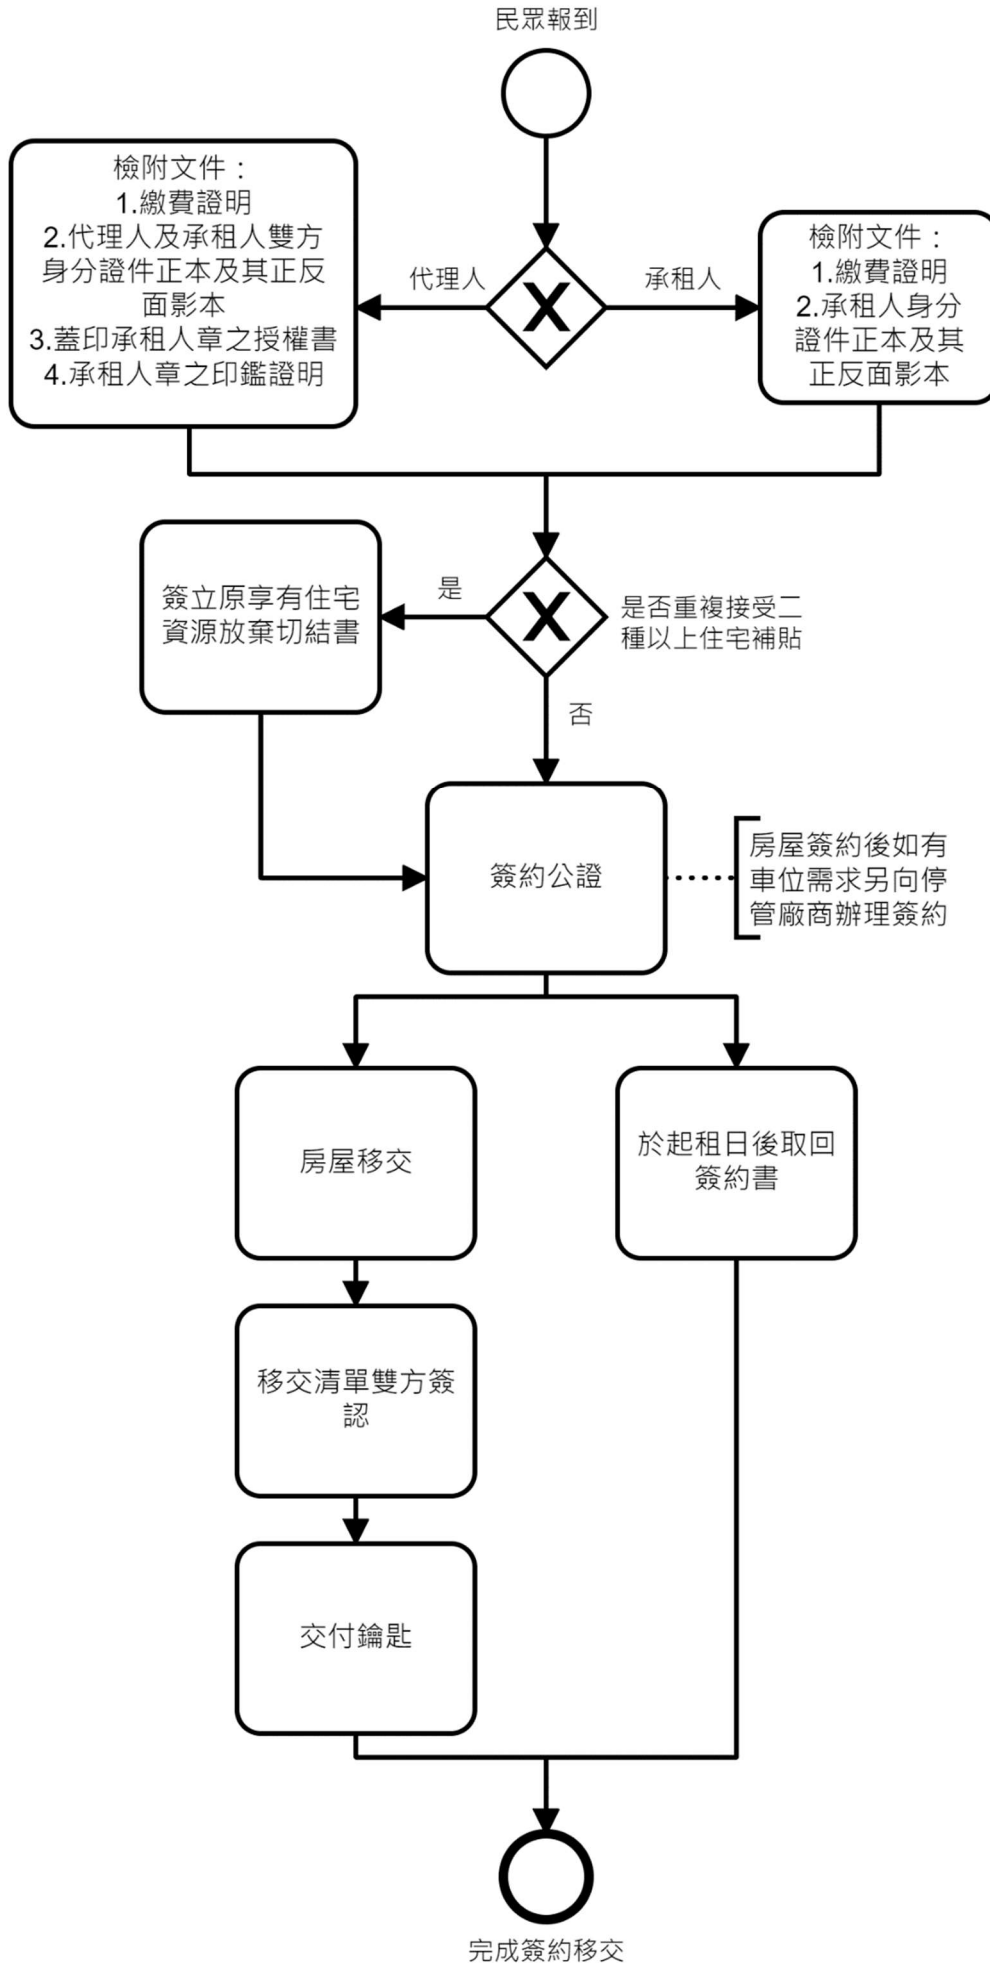 民眾報到
檢附文件：
1.繳費證明
2.代理人及承租人雙方
身分證件正本及其正反
面影本
3.蓋印承租人章之授權書
4.承租人章之印鑑證明
代理人
X
承租人
檢附文件：
1.繳費證明
2.承租人身分
證件正本及其
正反面影本
簽立原享有住宅
資源放棄切結書
是
X
是否重複接受二
種以上住宅補貼
否
簽約公證
房屋簽約後如有
車位需求另向停
管廠商辦理簽約
房屋移交
於起租日後取回
簽約書
移交清單雙方簽
認
交付鑰匙
完成簽約移交